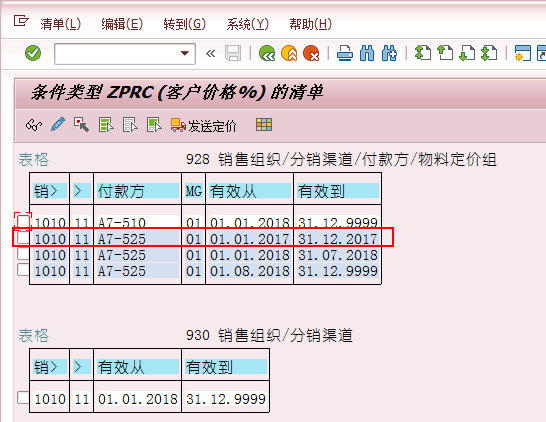 清单(L) 编辑(E) 转到(G) 系统(Y) 帮助(H)
条件类型 ZPRC (客户价格%) 的清单
发送定价
表格 928 销售组织/分销渠道/付款方/物料定价组
销> > 付款方 MG 有效从 有效到
1010 11 A7-510 01 01.01.2018 31.12.9999
1010 11 A7-525 01 01.01.2017 31.12.2017
1010 11 A7-525 01 01.01.2018 31.07.2018
1010 11 A7-525 01 01.08.2018 31.12.9999
表格 930 销售组织/分销渠道
销> > 有效从 有效到
1010 11 01.01.2018 31.12.9999